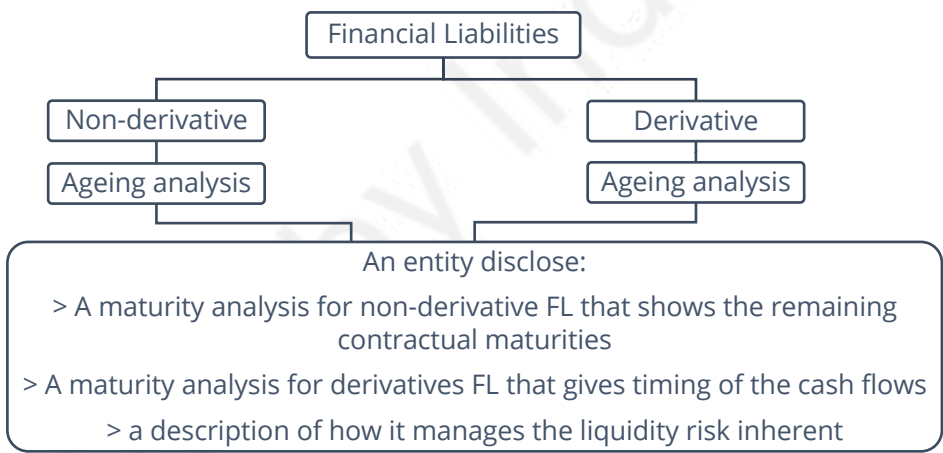 Financial Liabilities
Non-derivative
Derivative
Ageing analysis
Ageing analysis
An entity disclose:
> A maturity analysis for non-derivative FL that shows the remaining
contractual maturities
> A maturity analysis for derivatives FL that gives timing of the cash flows
> a description of how it manages the liquidity risk inherent